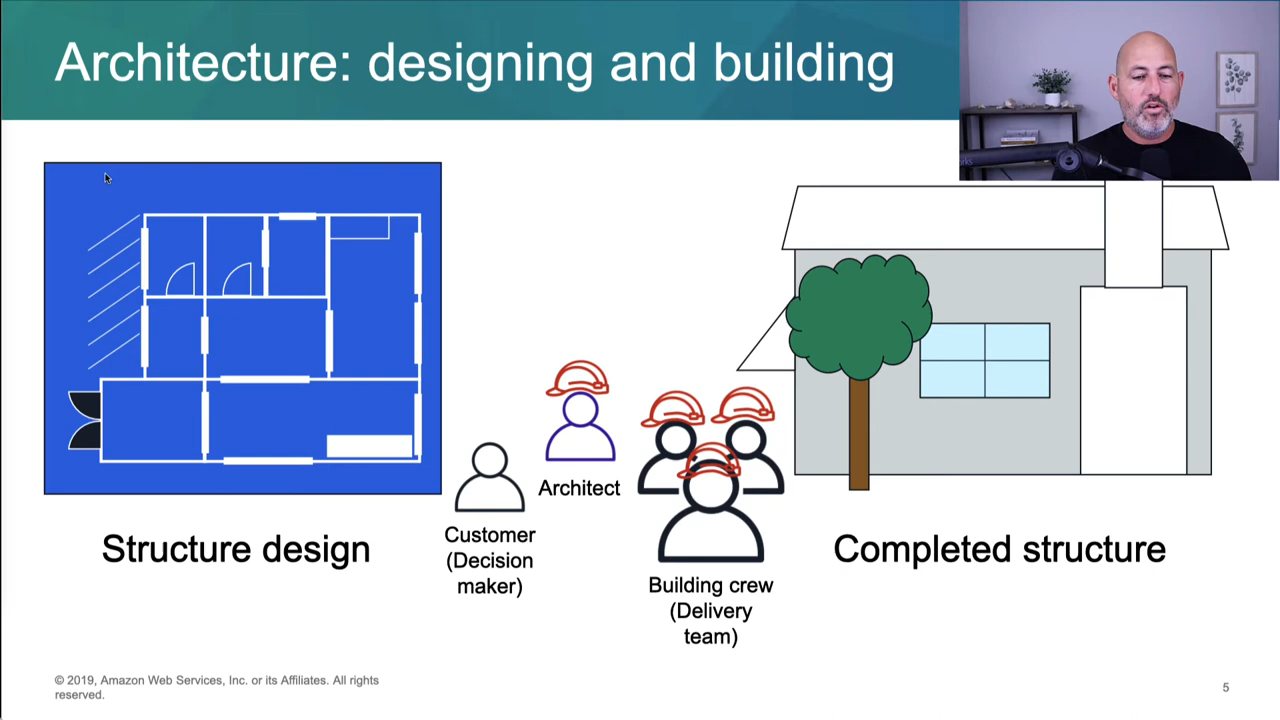 Architecture: designing and building
Structure design
Customer
(Decision
maker)
Architect
Building crew
(Delivery
team)
Completed structure
© 2019, Amazon Web Services, Inc. or its Affiliates. All rights
reserved.
5